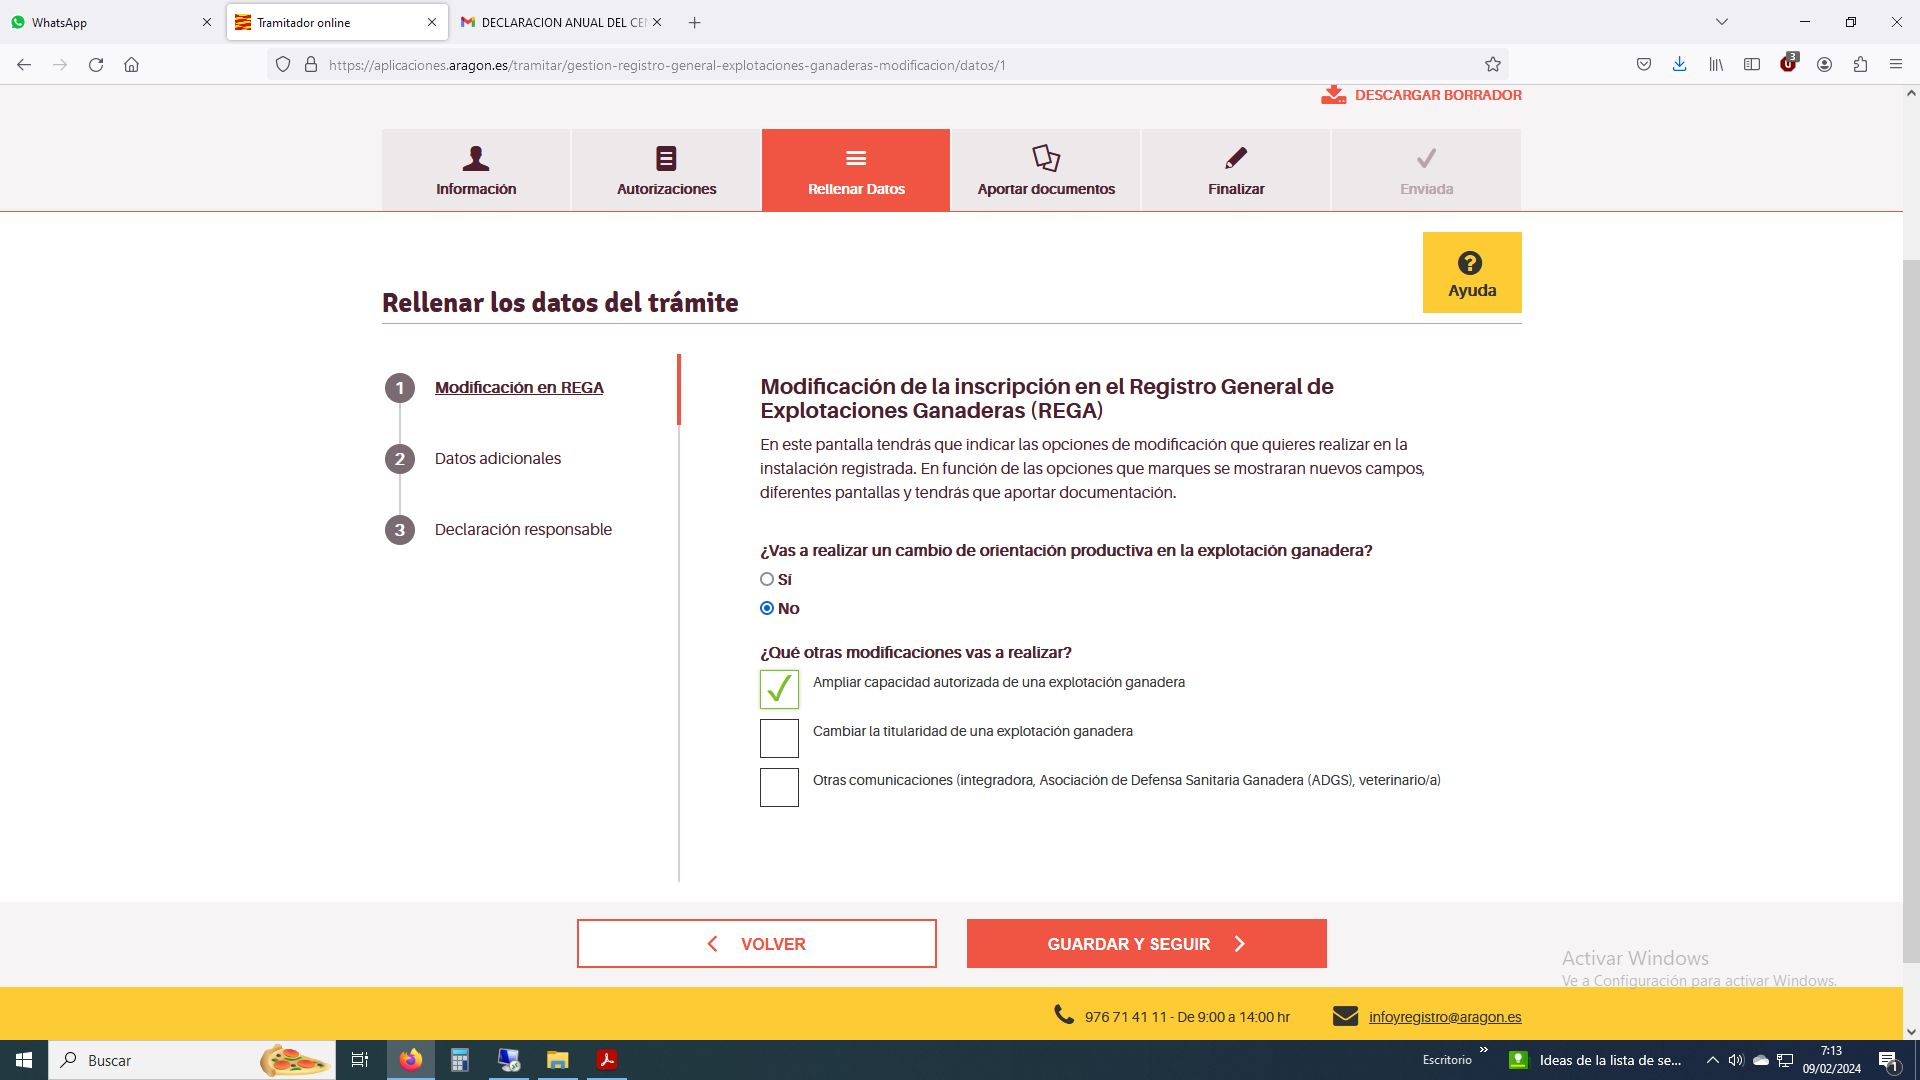 WhatsApp
Tramitador online
DECLARACION ANUAL DEL CEN
https://aplicaciones.aragon.es/tramitar/gestion-registro-general-explotaciones-ganaderas-modificacion/datos/1
3
DESCARGAR BORRADOR
Información
Autorizaciones
Rellenar Datos
Aportar documentos
Finalizar
Enviada
Ayuda
Rellenar los datos del trámite
1 Modificación en REGA
2 Datos adicionales
3 Declaración responsable
Modificación de la inscripción en el Registro General de
Explotaciones Ganaderas (REGA)
En este pantalla tendrás que indicar las opciones de modificación que quieres realizar en la
instalación registrada. En función de las opciones que marques se mostraran nuevos campos,
diferentes pantallas y tendrás que aportar documentación.
¿Vas a realizar un cambio de orientación productiva en la explotación ganadera?
Sí
No
¿Qué otras modificaciones vas a realizar?
Ampliar capacidad autorizada de una explotación ganadera
Cambiar la titularidad de una explotación ganadera
Otras comunicaciones (integradora, Asociación de Defensa Sanitaria Ganadera (ADGS), veterinario/a)
VOLVER
GUARDAR Y SEGUIR
Activar Windows
Ve a Configuración para activar Windows.
976 71 41 11 - De 9:00 a 14:00 hr
infoyregistro@aragon.es
Buscar
Escritorio
Ideas de la lista de se...
7:13
09/02/2024
1